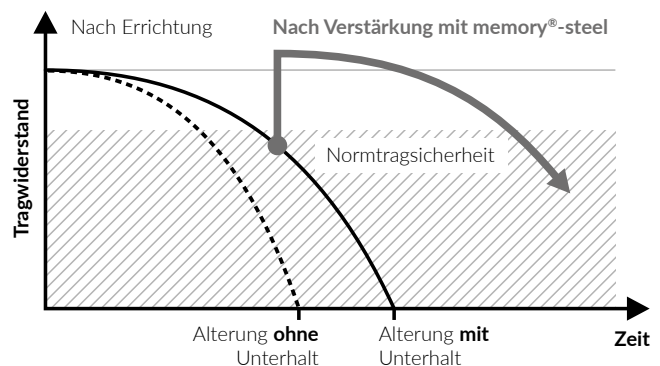 Nach Errichtung
Nach Verstärkung mit memory®-steel
Tragwiderstand
Normtragsicherheit
Alterung ohne
Unterhalt
Alterung mit
Unterhalt
Zeit